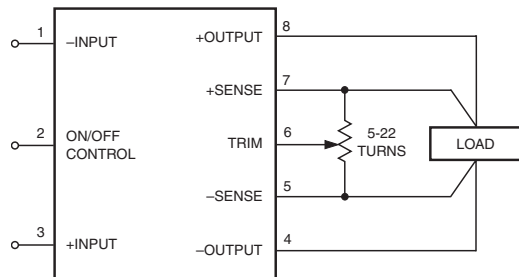 1
–INPUT
2
ON/OFF
CONTROL
3
+INPUT
+OUTPUT
8
+SENSE
7
TRIM
6
5-22
TURNS
LOAD
–SENSE
5
–OUTPUT
4